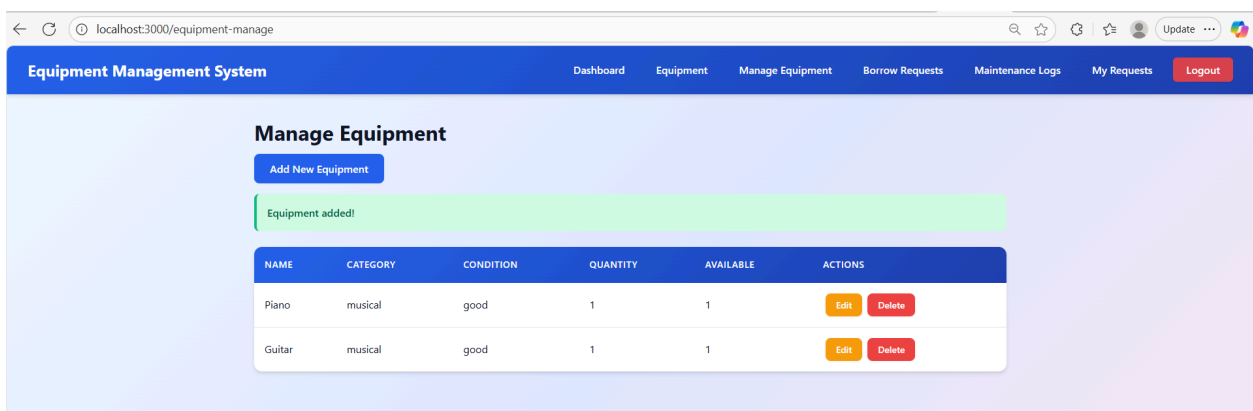 localhost:3000/equipment-manage Update
Equipment Management System Dashboard Equipment Manage Equipment Borrow Requests Maintenance Logs My Requests Logout
Manage Equipment
Add New Equipment
Equipment added!
NAME CATEGORY CONDITION QUANTITY AVAILABLE ACTIONS
Piano musical good 1 1 Edit Delete
Guitar musical good 1 1 Edit Delete